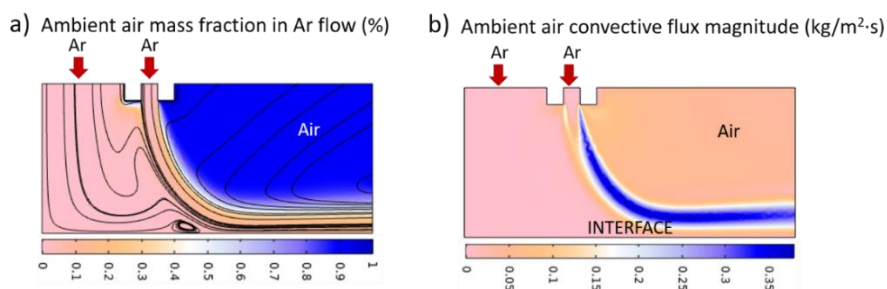 a) Ambient air mass fraction in Ar flow (%)
Ar Ar
Air
0 0.1 0.2 0.3 0.4 0.5 0.6 0.7 0.8 0.9 1
b) Ambient air convective flux magnitude (kg/m²·s)
Ar Ar
Air
INTERFACE
0 0.05 0.1 0.15 0.2 0.25 0.3 0.35